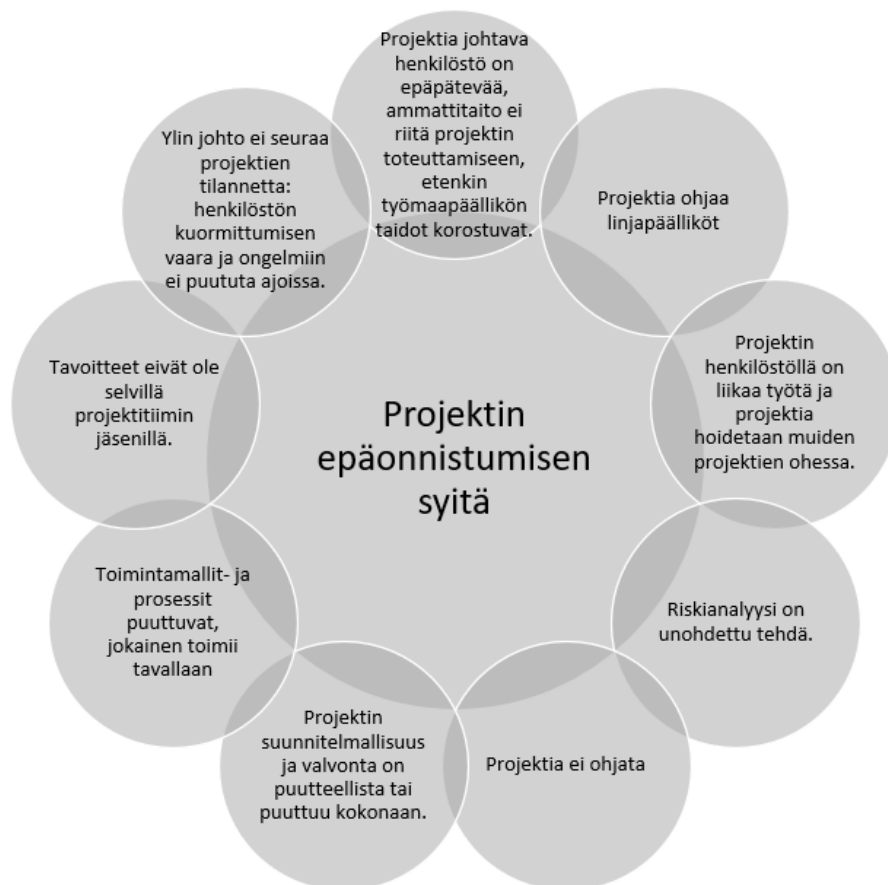 Projektin
epäonnistumisen
syitä
Projektia johtava
henkilöstö on
epäpätevää,
ammattitaito ei
riitä projektin
toteuttamiseen,
etenkin
työmaapäällikön
taidot korostuvat.
Projektia ohjaa
linjapäälliköt
Projektin
henkilöstöllä on
liikaa työtä ja
projektia
hoidetaan muiden
projektien ohessa.
Riskianalyysi on
unohdettu tehdä.
Projektia ei ohjata
Projektin
suunnitelmallisuus
ja valvonta on
puutteellista tai
puuttuu kokonaan.
Toimintamallit- ja
prosessit
puuttuvat,
jokainen toimii
tavallaan
Tavoitteet eivät ole
selvillä
projektitiimin
jäsenillä.
Ylin johto ei seuraa
projektien
tilannetta:
henkilöstön
kuormittumisen
vaara ja ongelmiin
ei puututa ajoissa.